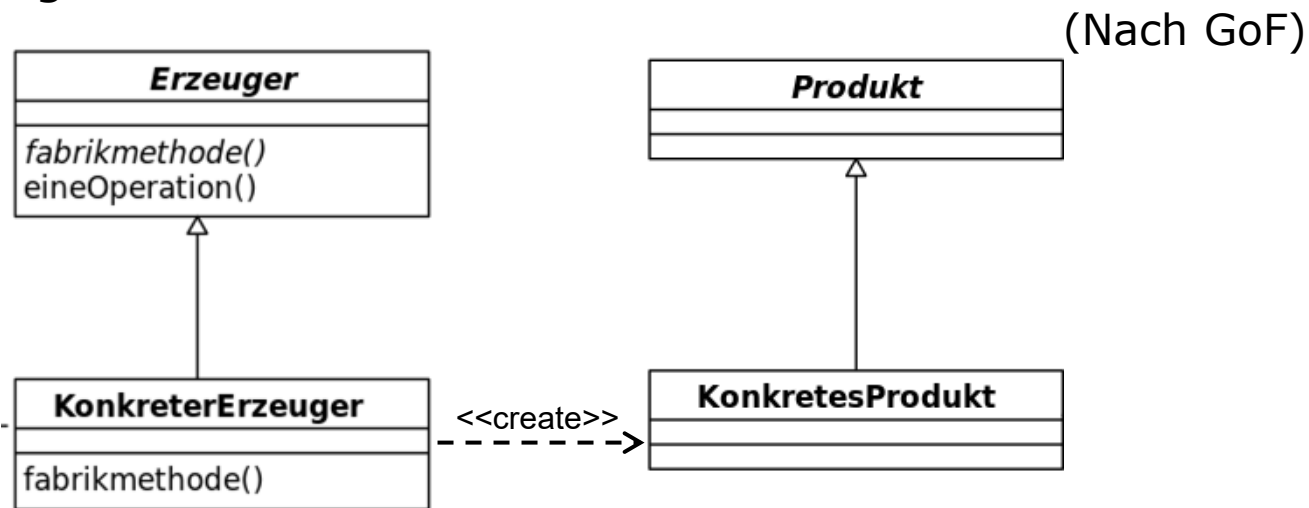 (Nach GoF)
Erzeuger
fabrikmethode()
eineOperation()
Produkt
KonkreterErzeuger
fabrikmethode()
<<create>>
KonkretesProdukt